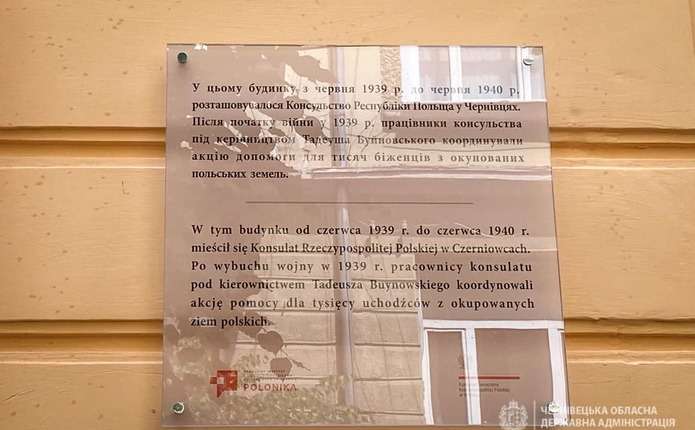 У цьому будинку з червня 1939 р. до червня 1940 р.
розташовувалося Консульство Республіки Польща у Чернівцях.
Після початку війни у 1939 р. працівники консульства
під керівництвом Тадеуша Буйновського координували
акцію допомоги для тисяч біженців з окупованих
польських земель.
W tym budynku od czerwca 1939 r. do czerwca 1940 r.
mieścił się Konsulat Rzeczypospolitej Polskiej w Czerniowcach.
Po wybuchu wojny w 1939 r. pracownicy konsulatu
pod kierownictwem Tadeusza Buynowskiego koordynowali
akcję pomocy dla tysięcy uchodźców z okupowanych
ziem polskich.
POLONIKA
ЧЕРНІВЕЦЬКА ОБЛАСНА
ДЕРЖАВНА АДМІНІСТРАЦІЯ